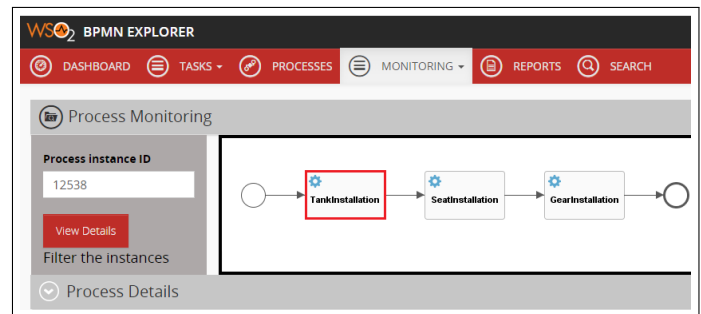 WSO2 BPMN EXPLORER
DASHBOARD TASKS PROCESSES MONITORING REPORTS SEARCH
Process Monitoring
Process instance ID
12538
View Details
Filter the instances
TankInstallation SeatInstallation GearInstallation
Process Details